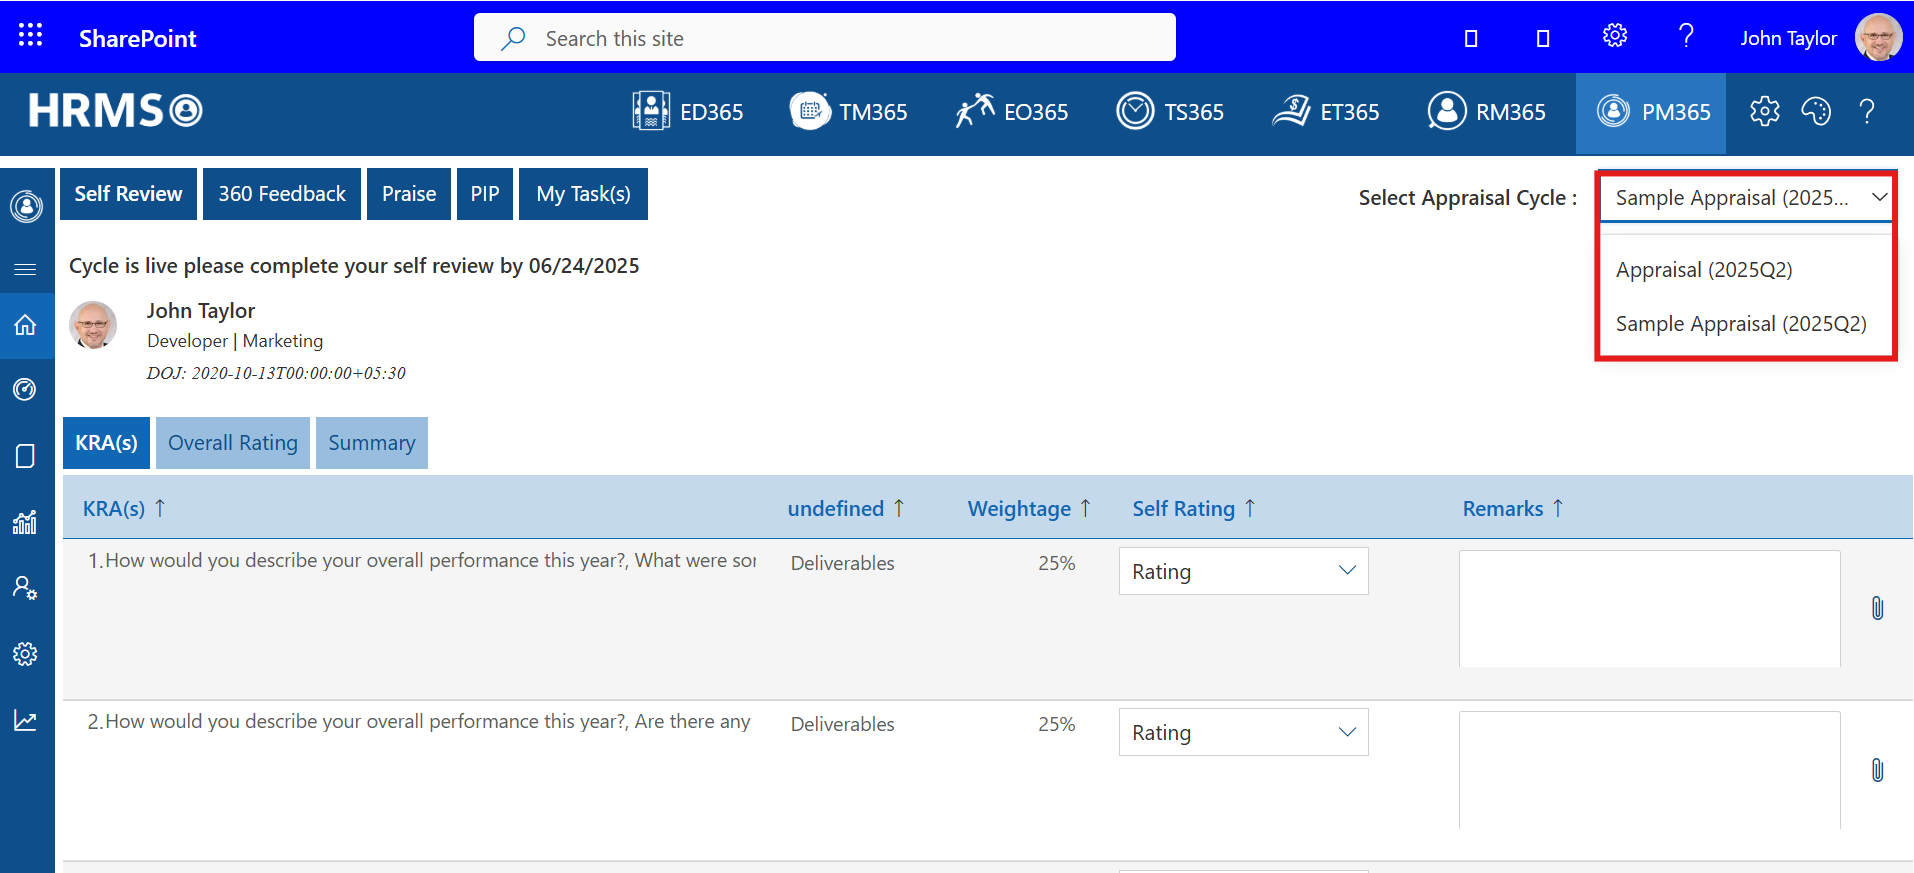 SharePoint
Search this site
John Taylor
HRMS
ED365
TM365
EO365
TS365
ET365
RM365
PM365
Self Review
360 Feedback
Praise
PIP
My Task(s)
Select Appraisal Cycle :
Sample Appraisal (2025...
Appraisal (2025Q2)
Sample Appraisal (2025Q2)
Cycle is live please complete your self review by 06/24/2025
John Taylor
Developer | Marketing
DOJ: 2020-10-13T00:00:00+05:30
KRA(s)
Overall Rating
Summary
KRA(s) ↑
undefined ↑
Weightage ↑
Self Rating ↑
Remarks ↑
1.How would you describe your overall performance this year?, What were sor
Deliverables
25%
Rating
2.How would you describe your overall performance this year?, Are there any
Deliverables
25%
Rating